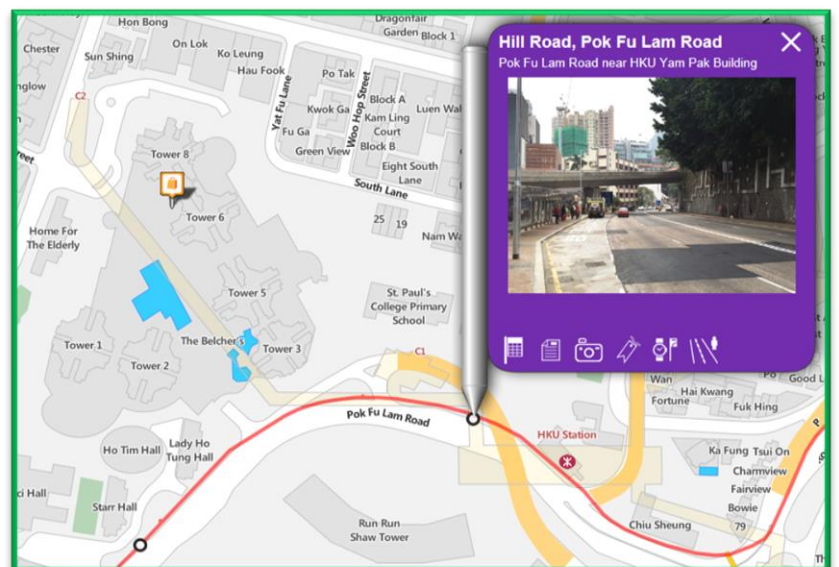 Hon Bong
Dragonfair
Garden Block 1
Chester
Sun Shing
On Lok
Ko Leung
Hau Fook
Po Tak
Hill Road, Pok Fu Lam Road
Pok Fu Lam Road near HKU Yam Pak Building
nglow
C2
Yat Fu Lane
Woo Hop Street
Kwok Ga
Block A
Kam Ling
Court
Luen Wal
Fu Ga
Green View
Block B
Tower 8
Eight South
Lane
South Lane
reet
Tower 6
25
19
Home For
The Elderly
Nam Wa
Tower 5
St. Paul's
College Primary
School
Tower 1
The Belcher's
Tower 3
Tower 2
C1
Wan
Fortune
Hai Kwang
Po
Good L
Fuk Hing
Pok Fu Lam Road
HKU Station
Ho Tim Hall
Lady Ho
Tung Hall
Ka Fung
Tsui On
Charmview
Fairview
Bowie
79
ci Hall
Starr Hall
Run Run
Shaw Tower
Chiu Sheung
Th